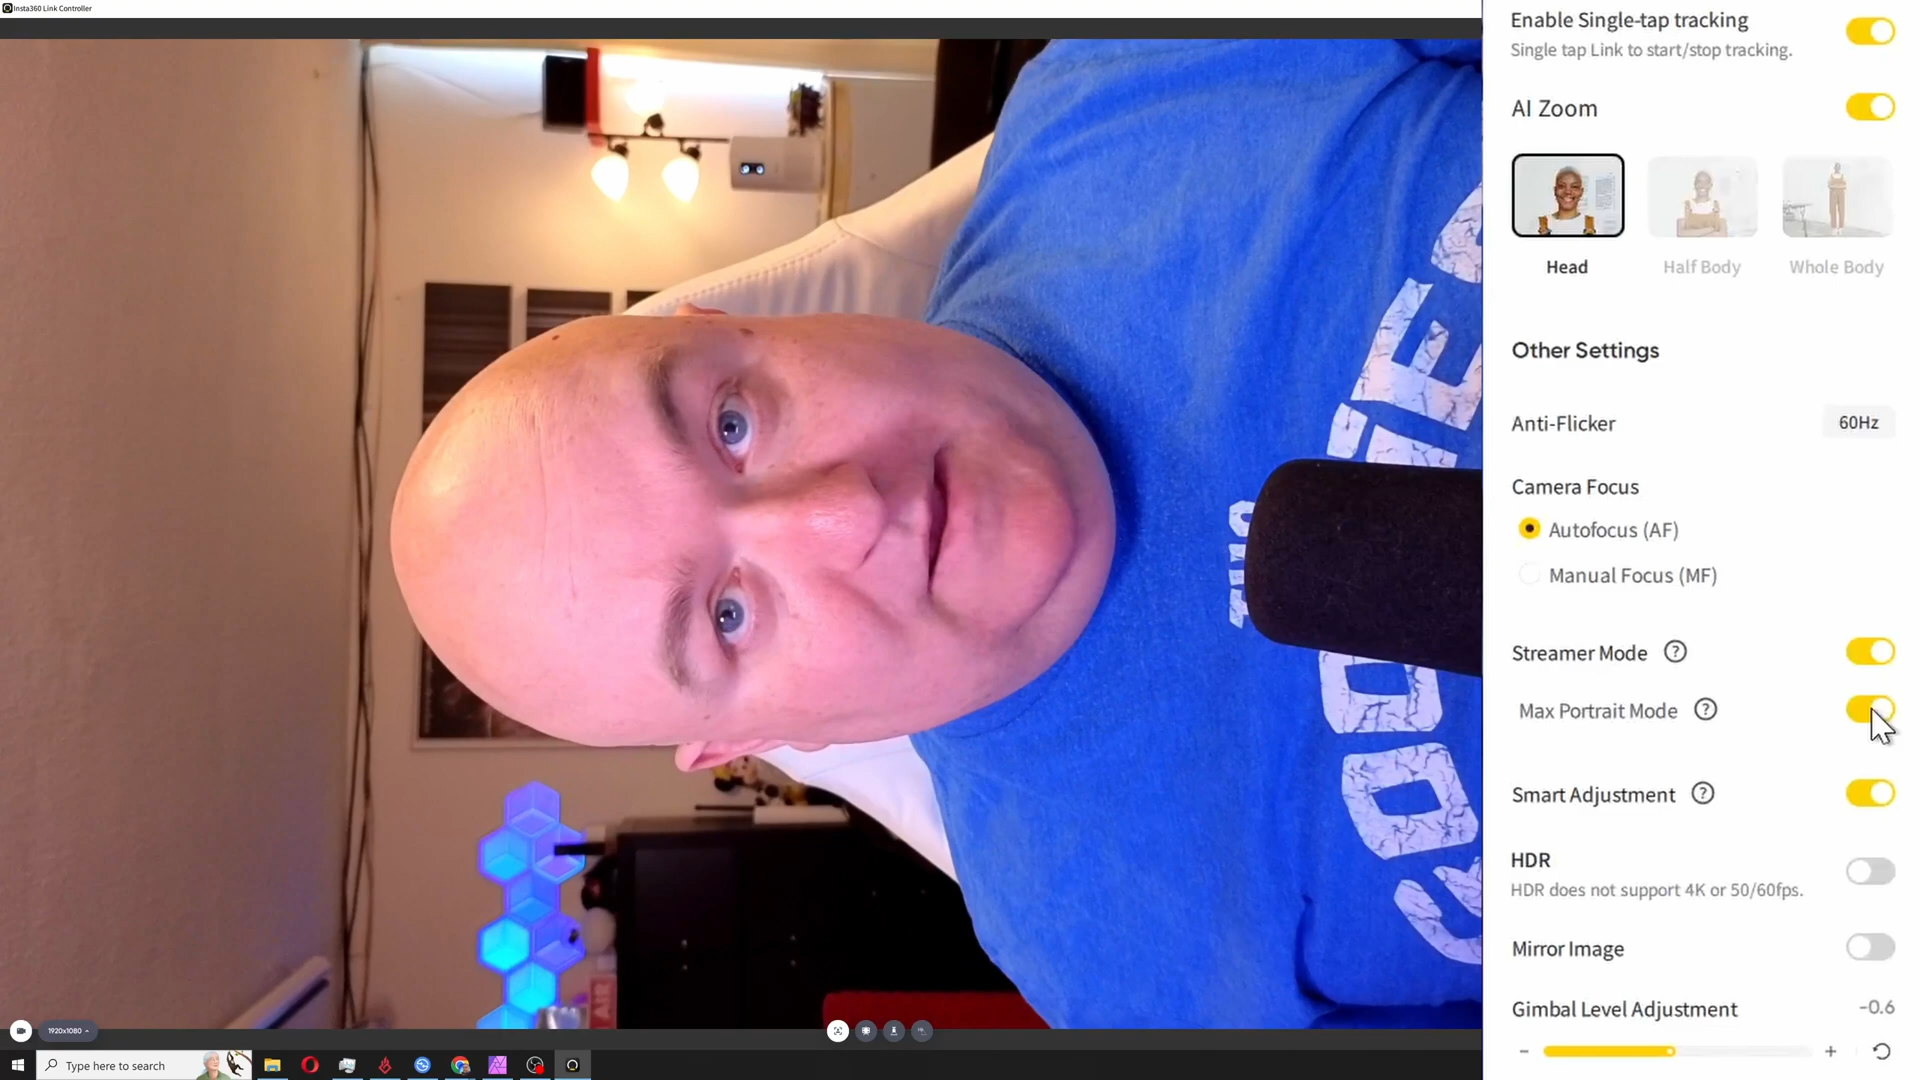 Insta360 Link Controller
Enable Single-tap tracking
Single tap Link to start/stop tracking.
AI Zoom
Head
Half Body
Whole Body
Other Settings
Anti-Flicker
60Hz
Camera Focus
Autofocus (AF)
Manual Focus (MF)
Streamer Mode ?
Max Portrait Mode ?
Smart Adjustment ?
HDR
HDR does not support 4K or 50/60fps.
Mirror Image
Gimbal Level Adjustment
-0.6
- +
1920x1080
Type here to search
AIR